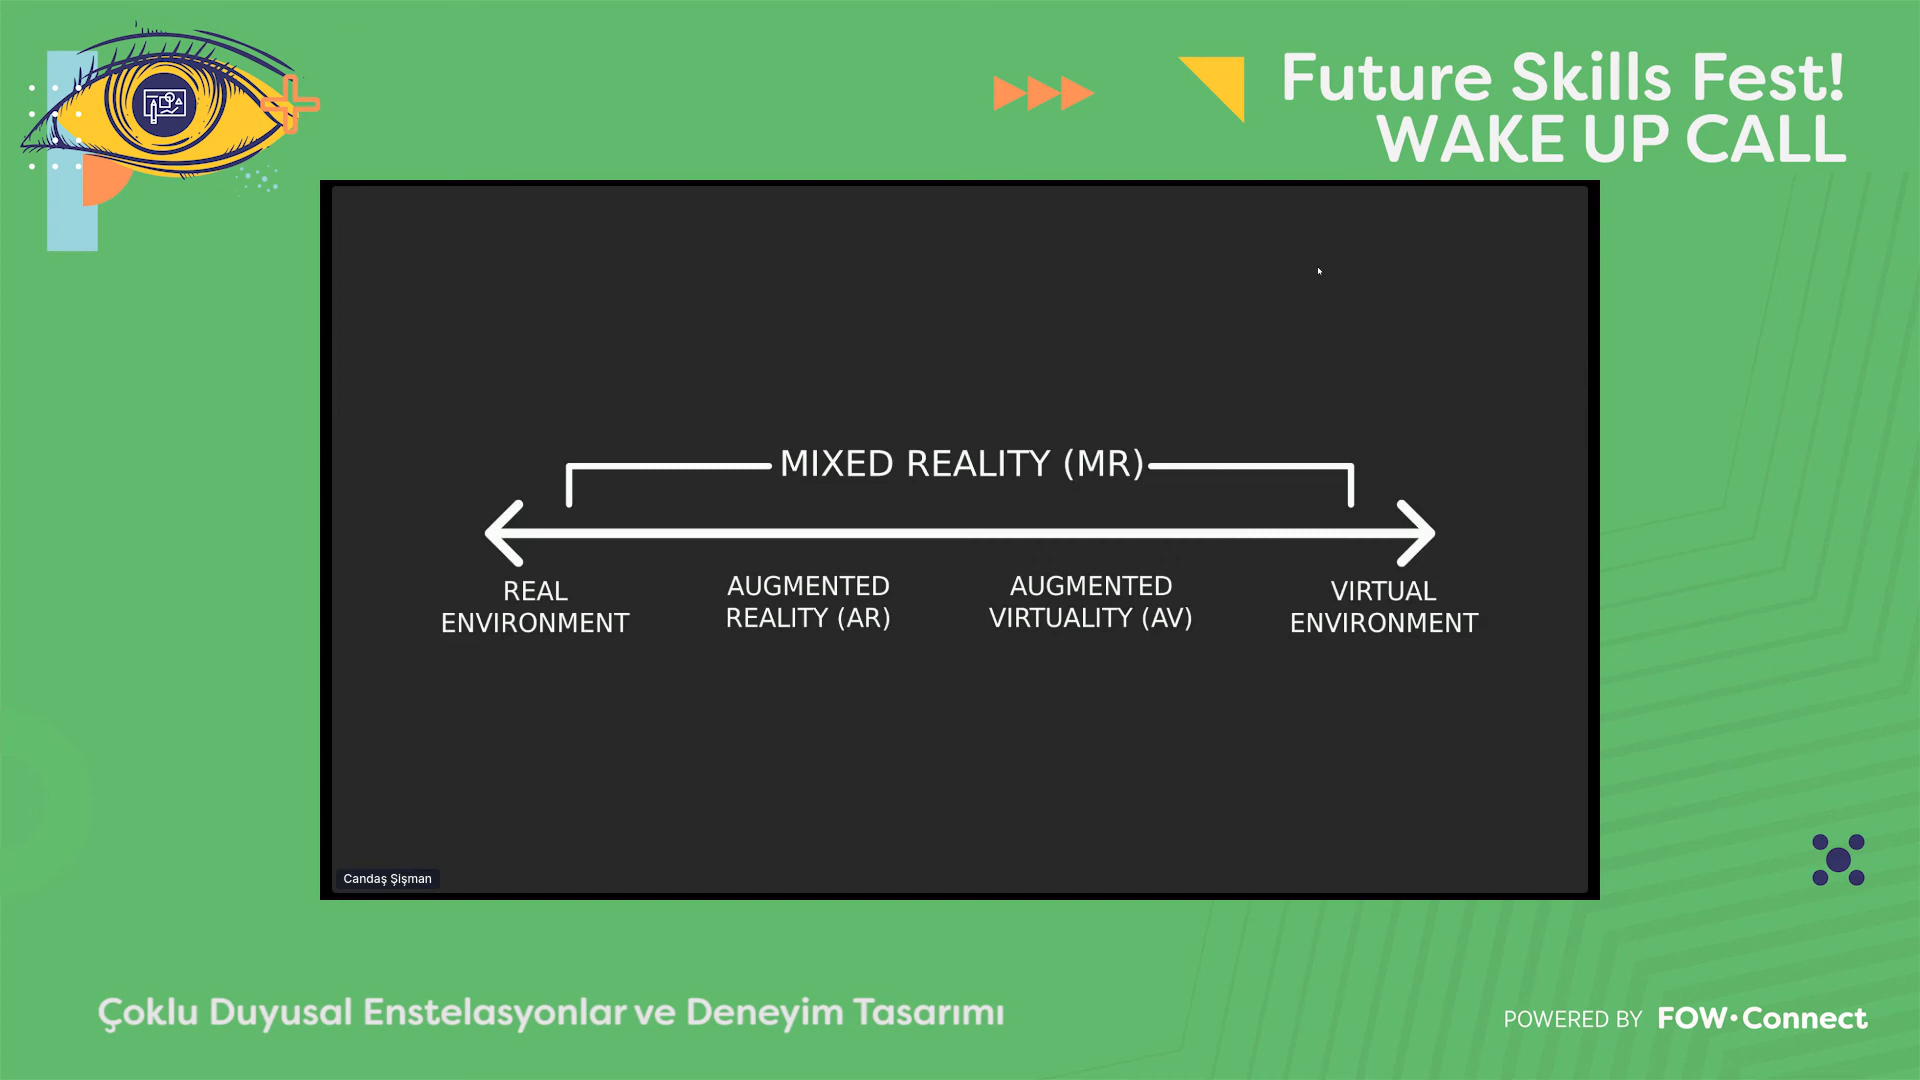 Future Skills Fest!
WAKE UP CALL
MIXED REALITY (MR)
REAL
ENVIRONMENT
AUGMENTED
REALITY (AR)
AUGMENTED
VIRTUALITY (AV)
VIRTUAL
ENVIRONMENT
Candaş Şişman
Çoklu Duyusal Enstelasyonlar ve Deneyim Tasarımı
POWERED BY FOW·Connect